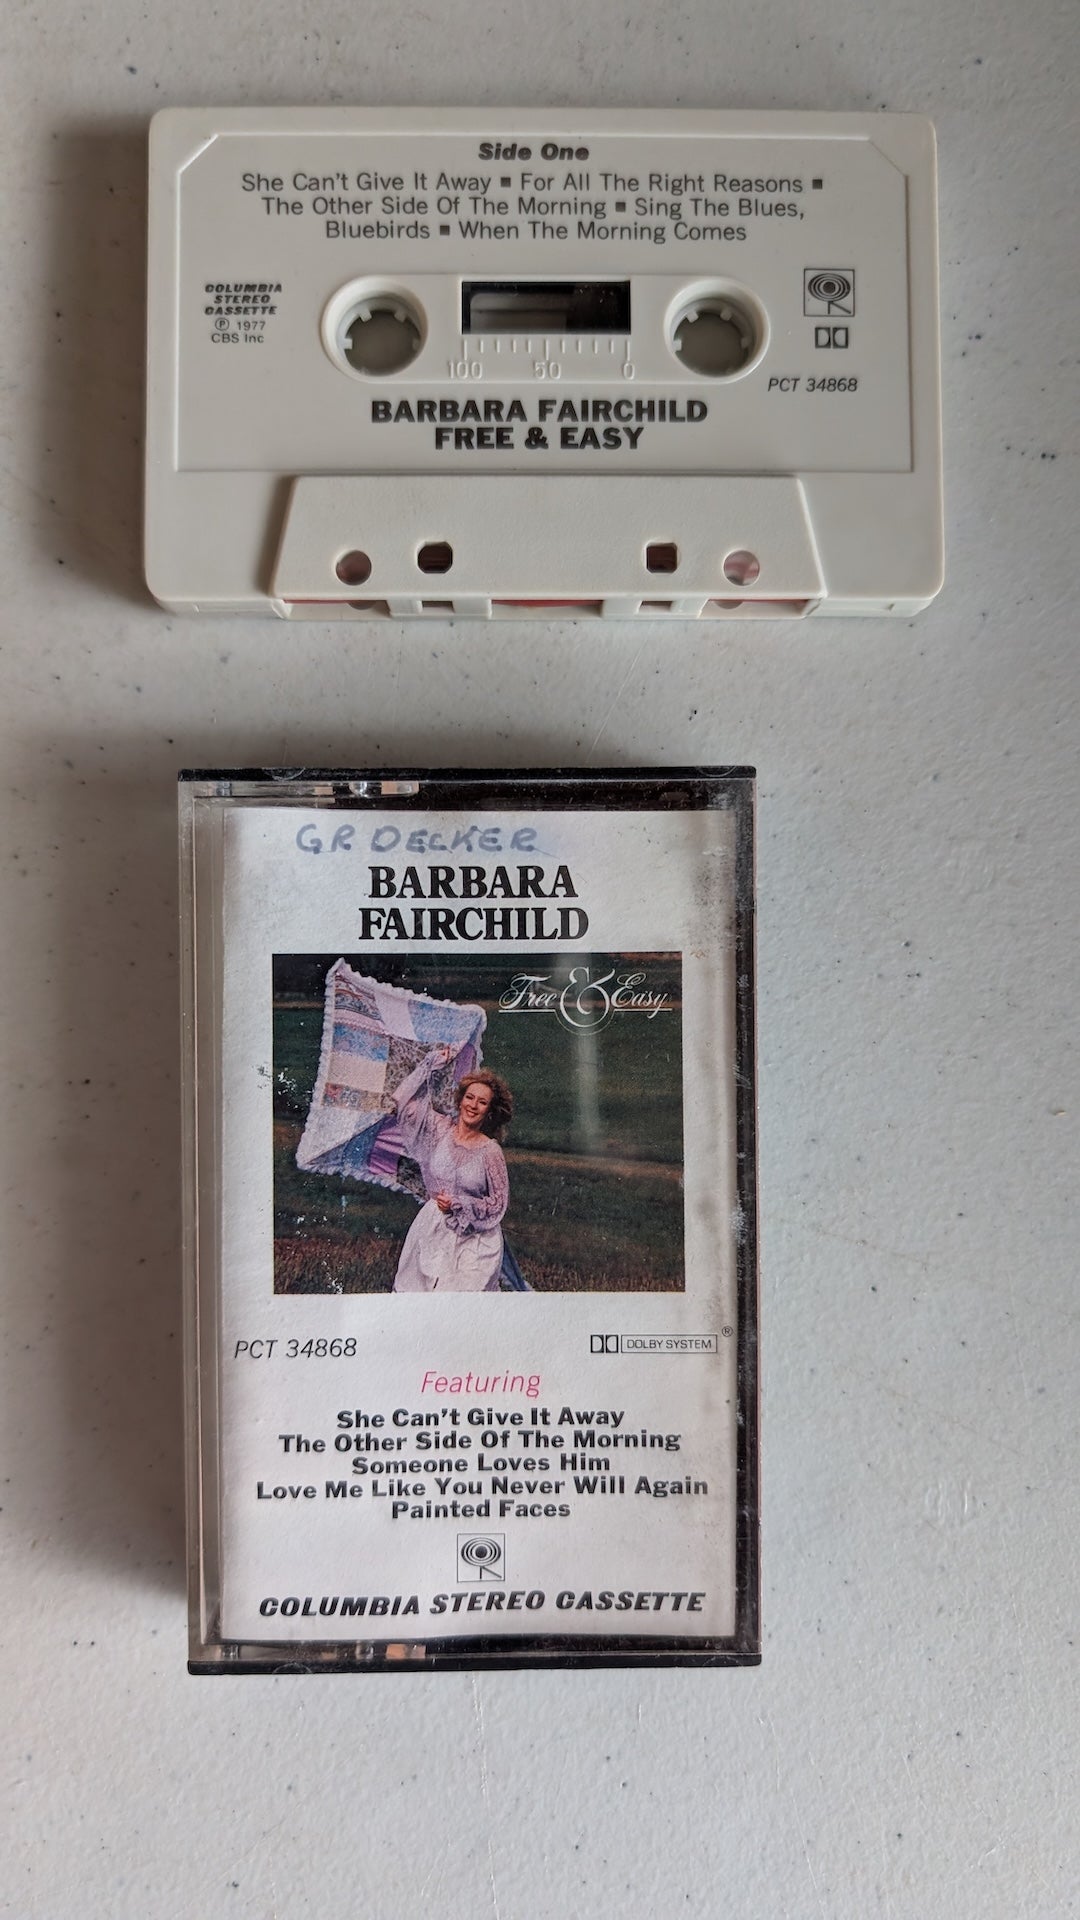 Side One
She Can't Give It Away ▪ For All The Right Reasons ▪
The Other Side Of The Morning ▪ Sing The Blues,
Bluebirds ▪ When The Morning Comes
COLUMBIA
STEREO
CASSETTE
℗ 1977
CBS Inc
PCT 34868
100 50 0
BARBARA FAIRCHILD
FREE & EASY
GR DECKER
BARBARA
FAIRCHILD
Free & Easy
PCT 34868
DOLBY SYSTEM ®
Featuring
She Can't Give It Away
The Other Side Of The Morning
Someone Loves Him
Love Me Like You Never Will Again
Painted Faces
COLUMBIA STEREO CASSETTE